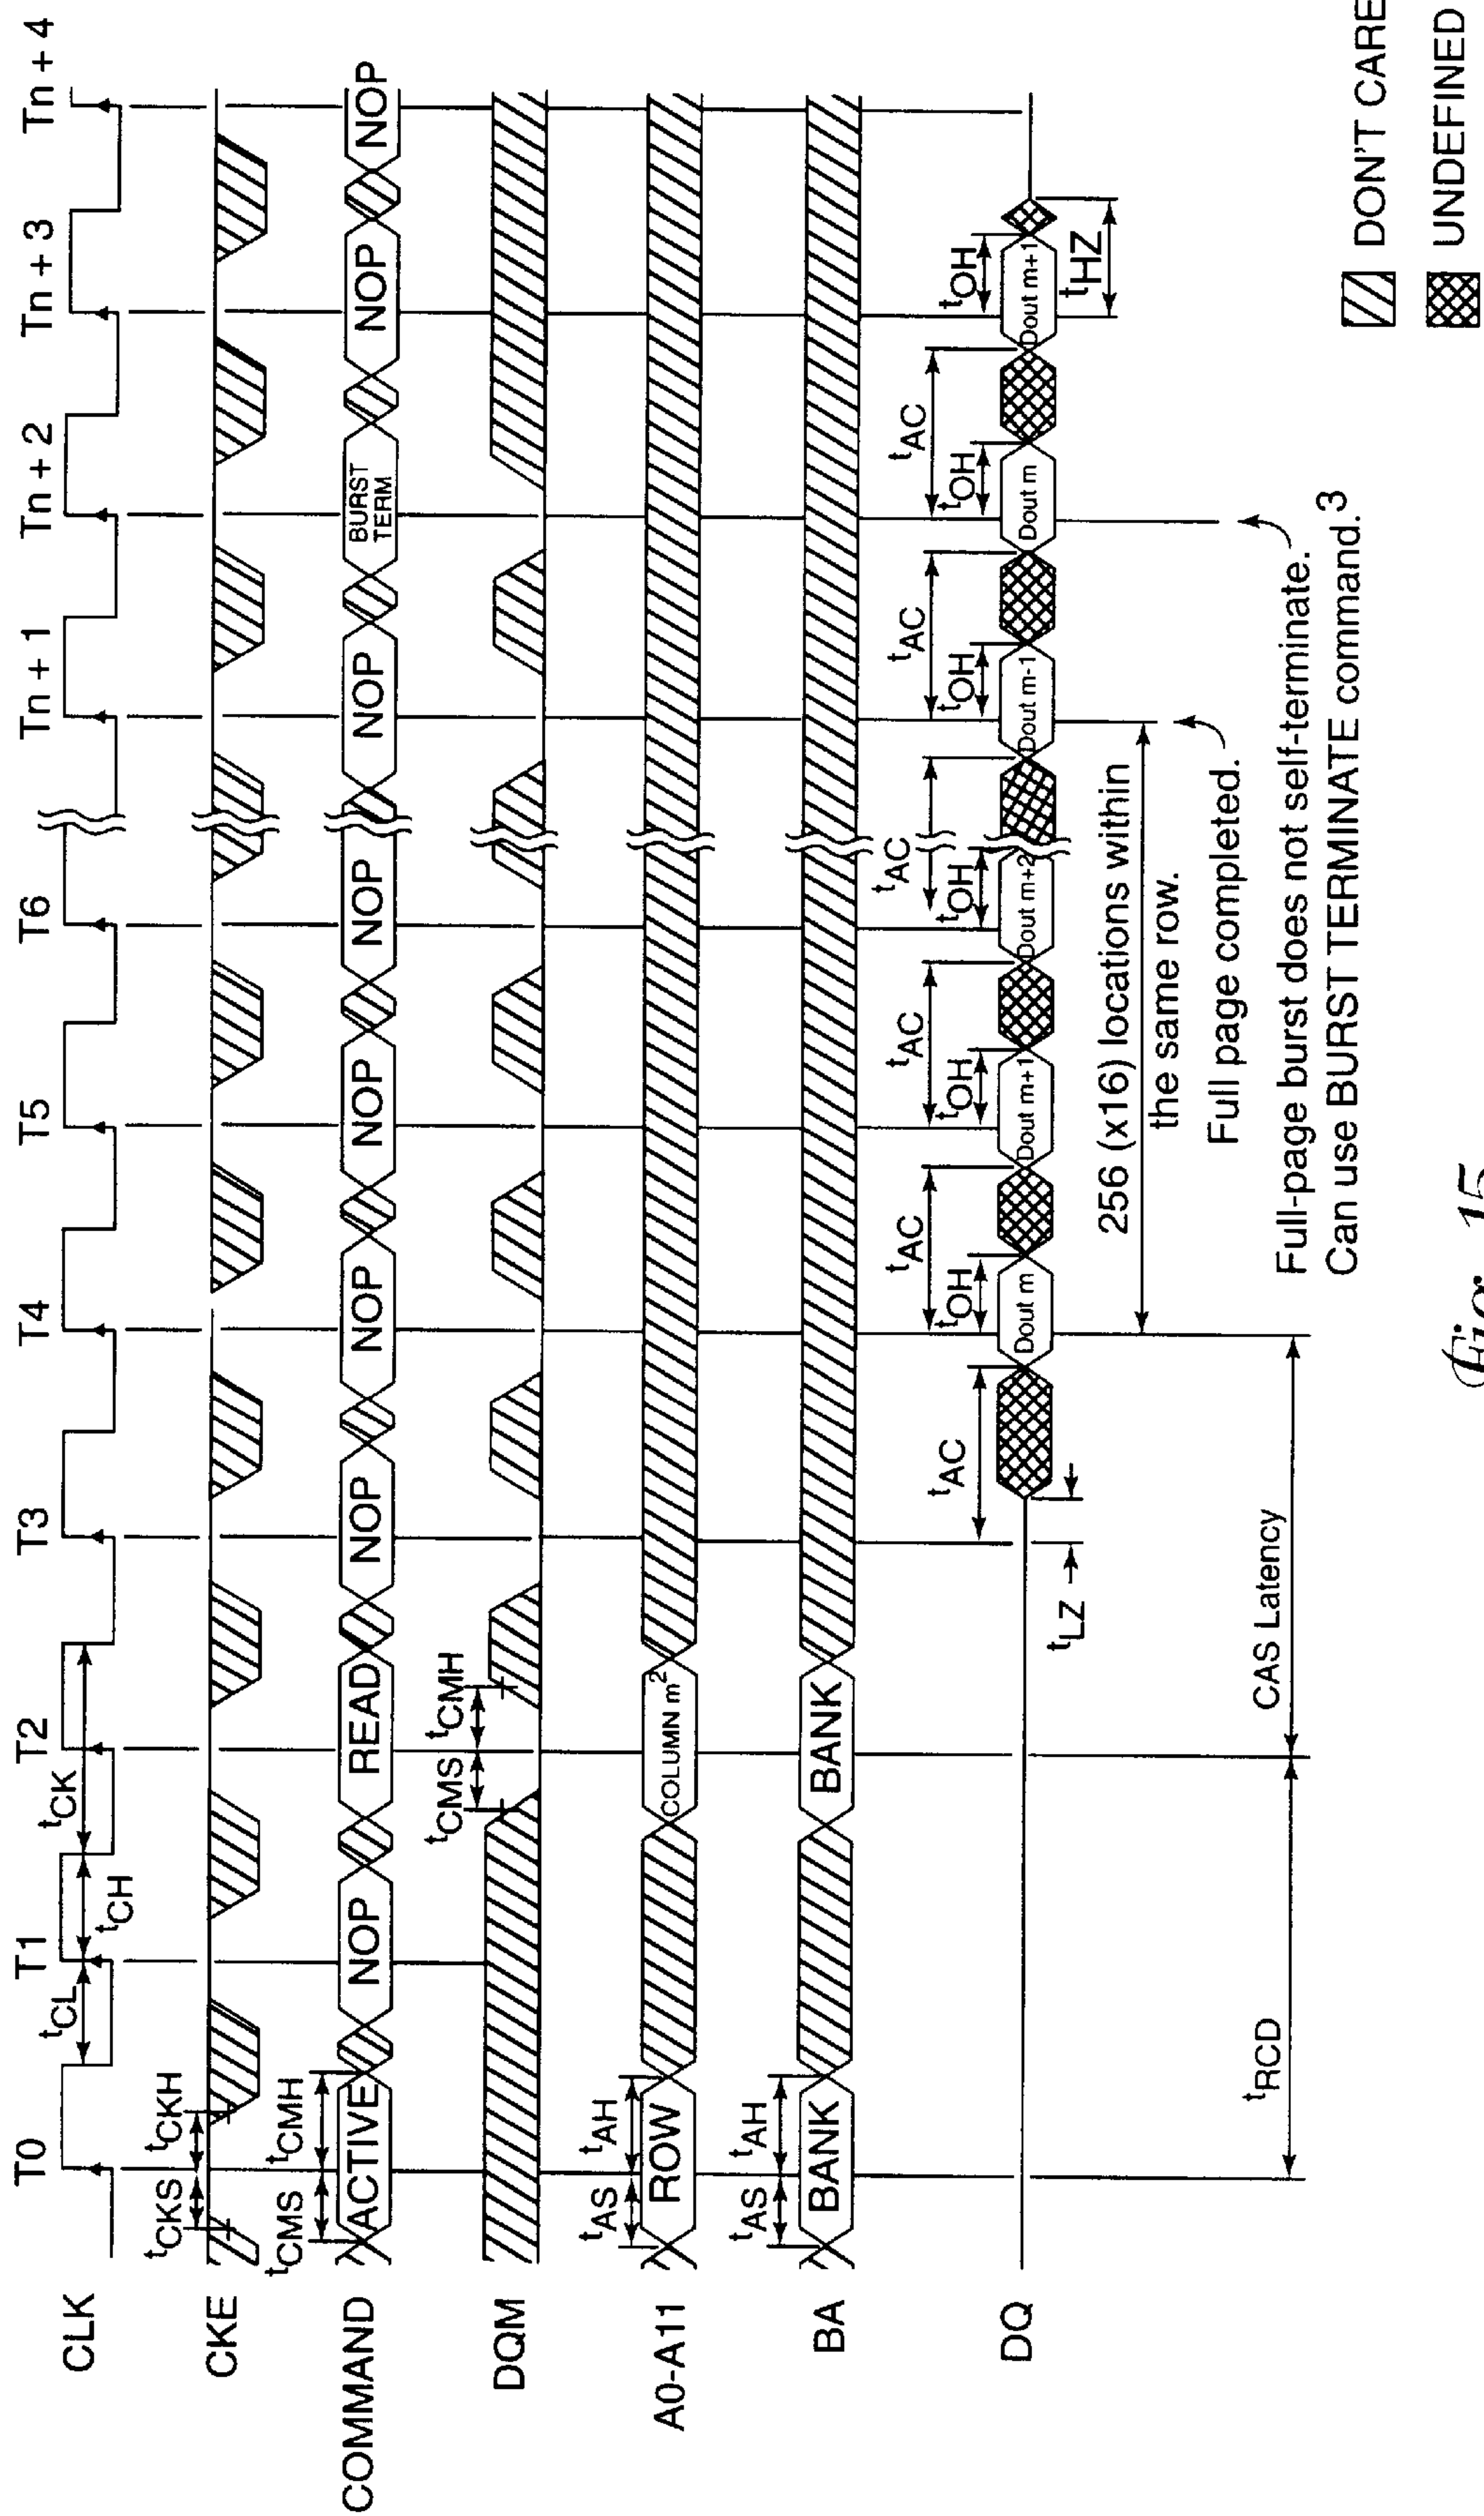 T0 T1 T2 T3 T4 T5 T6 Tn + 1 Tn + 2 Tn + 3 Tn + 4
CLK tCL tCH tCK
tCKS tCKH
CKE
tCMS tCMH
COMMAND ACTIVE NOP READ NOP NOP NOP NOP NOP BURST TERM NOP NOP
tCMS tCMH
DQM
tAS tAH
A0-A11 ROW COLUMN m2
tAS tAH
BA BANK BANK
tAC tAC tAC tAC tAC tAC
tOH tOH tOH tOH tOH tOH
DQ Dout m Dout m+1 Dout m+2 Dout m-1 Dout m Dout m+1
tLZ tHZ
256 (x16) locations within
the same row.
Full page completed.
tRCD CAS Latency
Full-page burst does not self-terminate.
Can use BURST TERMINATE command.3
DON'T CARE
UNDEFINED
Fig. 15